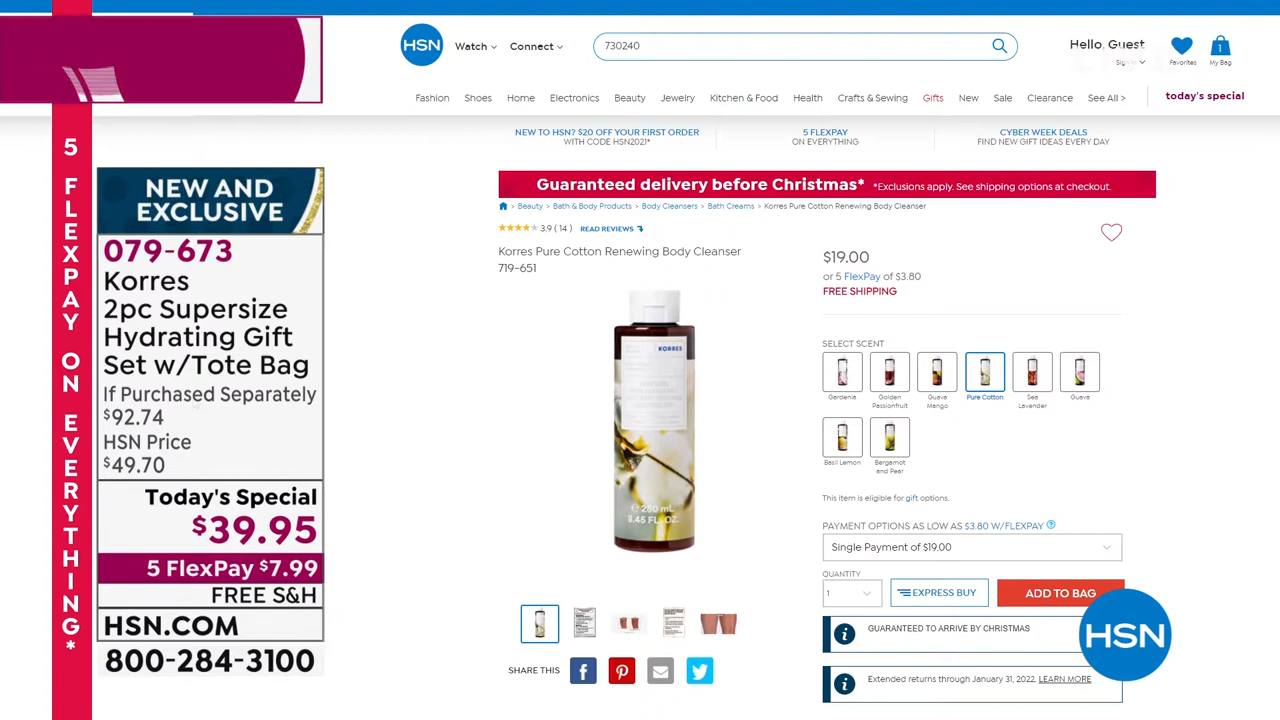 5 FLEXPAY ON EVERYTHING*
NEW AND
EXCLUSIVE
079-673
Korres
2pc Supersize
Hydrating Gift
Set w/Tote Bag
If Purchased Separately
$92.74
HSN Price
$49.70
Today's Special
$39.95
5 FlexPay $7.99
FREE S&H
HSN.COM
800-284-3100
HSN
Watch
Connect
730240
Hello, Guest
Sign In
Favorites
1
My Bag
Fashion Shoes Home Electronics Beauty Jewelry Kitchen & Food Health Crafts & Sewing Gifts New Sale Clearance See All >
today's special
NEW TO HSN? $20 OFF YOUR FIRST ORDER
WITH CODE HSN2021*
5 FLEXPAY
ON EVERYTHING
CYBER WEEK DEALS
FIND NEW GIFT IDEAS EVERY DAY
Guaranteed delivery before Christmas* *Exclusions apply. See shipping options at checkout.
> Beauty > Bath & Body Products > Body Cleansers > Bath Creams > Korres Pure Cotton Renewing Body Cleanser
3.9 ( 14 ) READ REVIEWS
Korres Pure Cotton Renewing Body Cleanser
719-651
KORRES
℮ 250 mL
8.45 FL. OZ.
SHARE THIS
$19.00
or 5 FlexPay of $3.80
FREE SHIPPING
SELECT SCENT
Gardenia
Golden Passionfruit
Guava Mango
Pure Cotton
Sea Lavender
Guava
Basil Lemon
Bergamot and Pear
This item is eligible for gift options.
PAYMENT OPTIONS AS LOW AS $3.80 W/FLEXPAY
Single Payment of $19.00
QUANTITY
1
EXPRESS BUY
ADD TO BAG
GUARANTEED TO ARRIVE BY CHRISTMAS
Extended returns through January 31, 2022. LEARN MORE
HSN